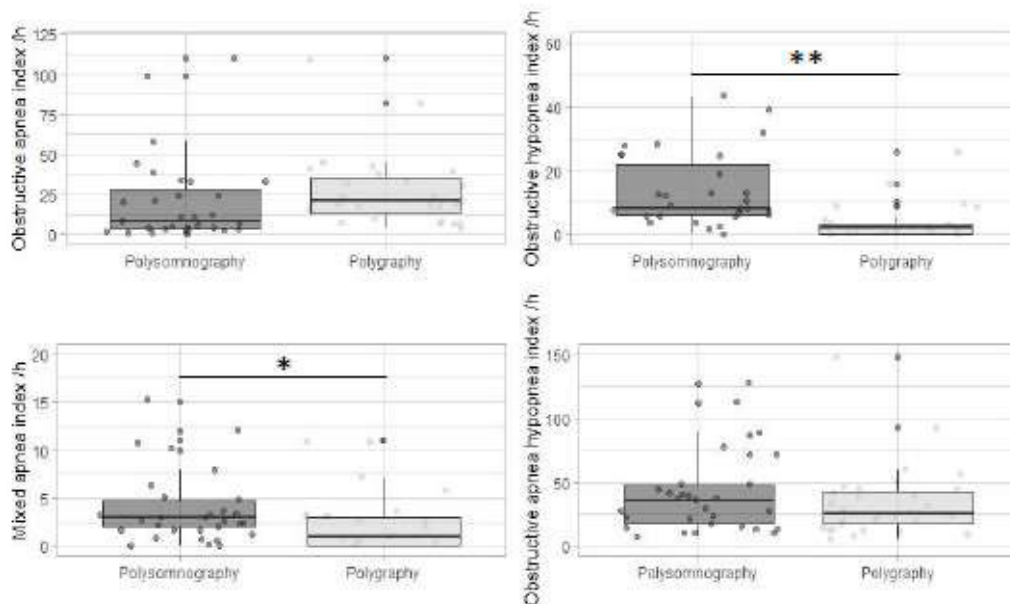 Obstructive apnea index /h
125
100
75
50
25
0
Polysomnography Polygraphy
Obstructive hypopnea index /h
60
40
20
0
**
Polysomnography Polygraphy
Mixed apnea index /h
20
15
10
5
0
*
Polysomnography Polygraphy
Obstructive apnea hypopnea index /h
150
100
50
0
Polysomnography Polygraphy